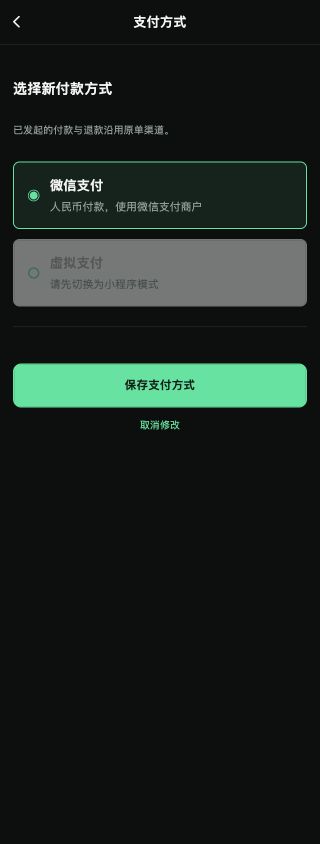 支付方式
选择新付款方式
已发起的付款与退款沿用原单渠道。
微信支付
人民币付款，使用微信支付商户
虚拟支付
请先切换为小程序模式
保存支付方式
取消修改